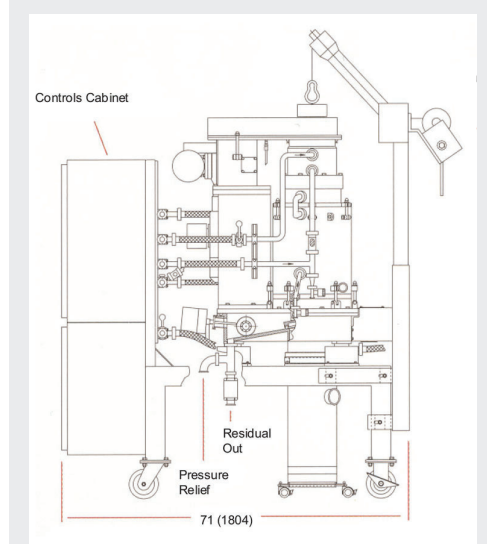 Controls Cabinet
Residual
Out
Pressure
Relief
71 (1804)